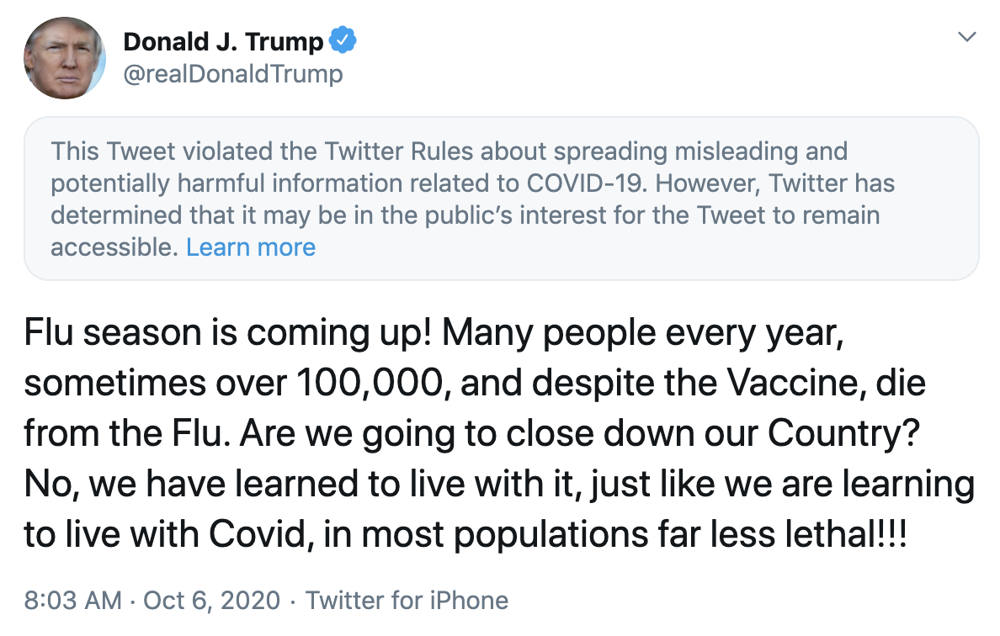 Donald J. Trump
@realDonaldTrump
This Tweet violated the Twitter Rules about spreading misleading and
potentially harmful information related to COVID-19. However, Twitter has
determined that it may be in the public’s interest for the Tweet to remain
accessible. Learn more
Flu season is coming up! Many people every year,
sometimes over 100,000, and despite the Vaccine, die
from the Flu. Are we going to close down our Country?
No, we have learned to live with it, just like we are learning
to live with Covid, in most populations far less lethal!!!
8:03 AM · Oct 6, 2020 · Twitter for iPhone